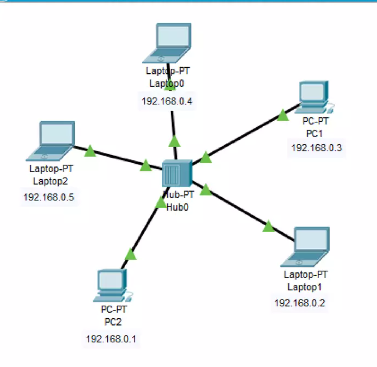 Laptop-PT
Laptop0
192.168.0.4
PC-PT
PC1
192.168.0.3
Laptop-PT
Laptop2
192.168.0.5
Hub-PT
Hub0
Laptop-PT
Laptop1
192.168.0.2
PC-PT
PC2
192.168.0.1